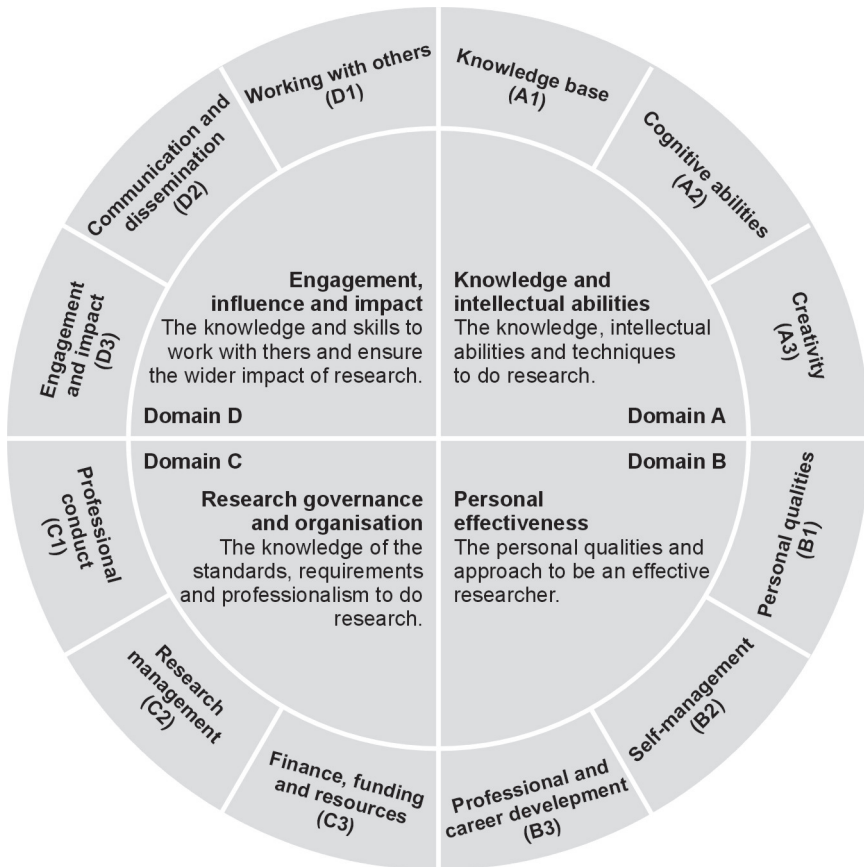 Working with others
(D1)
Knowledge base
(A1)
Communication and
dissemination
(D2)
Cognitive abilities
(A2)
Engagement
and impact
(D3)
Creativity
(A3)
Engagement,
influence and impact
The knowledge and skills to
work with thers and ensure
the wider impact of research.
Domain D
Knowledge and
intellectual abilities
The knowledge, intellectual
abilities and techniques
to do research.
Domain A
Domain C
Research governance
and organisation
The knowledge of the
standards, requirements
and professionalism to do
research.
Domain B
Personal
effectiveness
The personal qualities and
approach to be an effective
researcher.
Professional
conduct
(C1)
Personal qualities
(B1)
Research
management
(C2)
Self-management
(B2)
Finance, funding
and resources
(C3)
Professional and
career develepment
(B3)